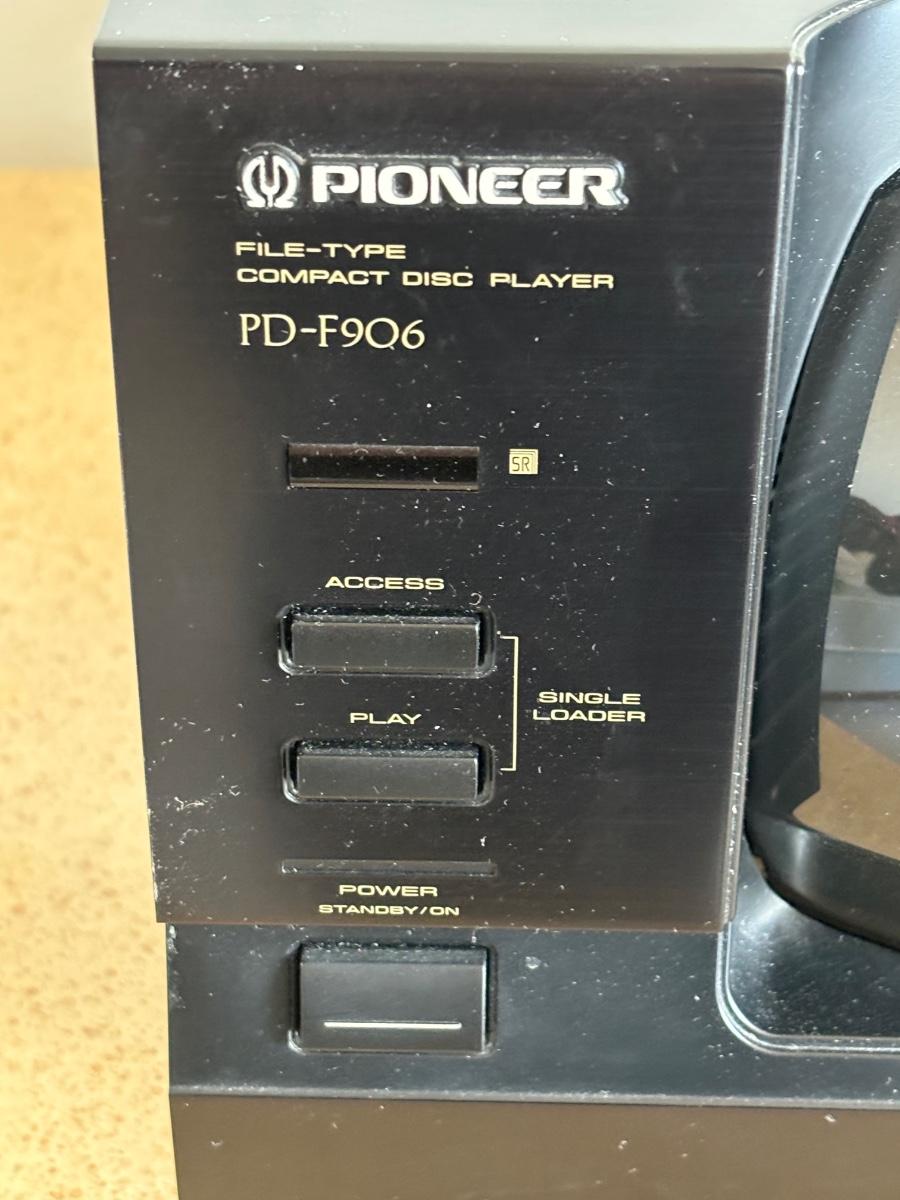 PIONEER
FILE-TYPE
COMPACT DISC PLAYER
PD-F906
SR
ACCESS
SINGLE
LOADER
PLAY
POWER
STANDBY/ON